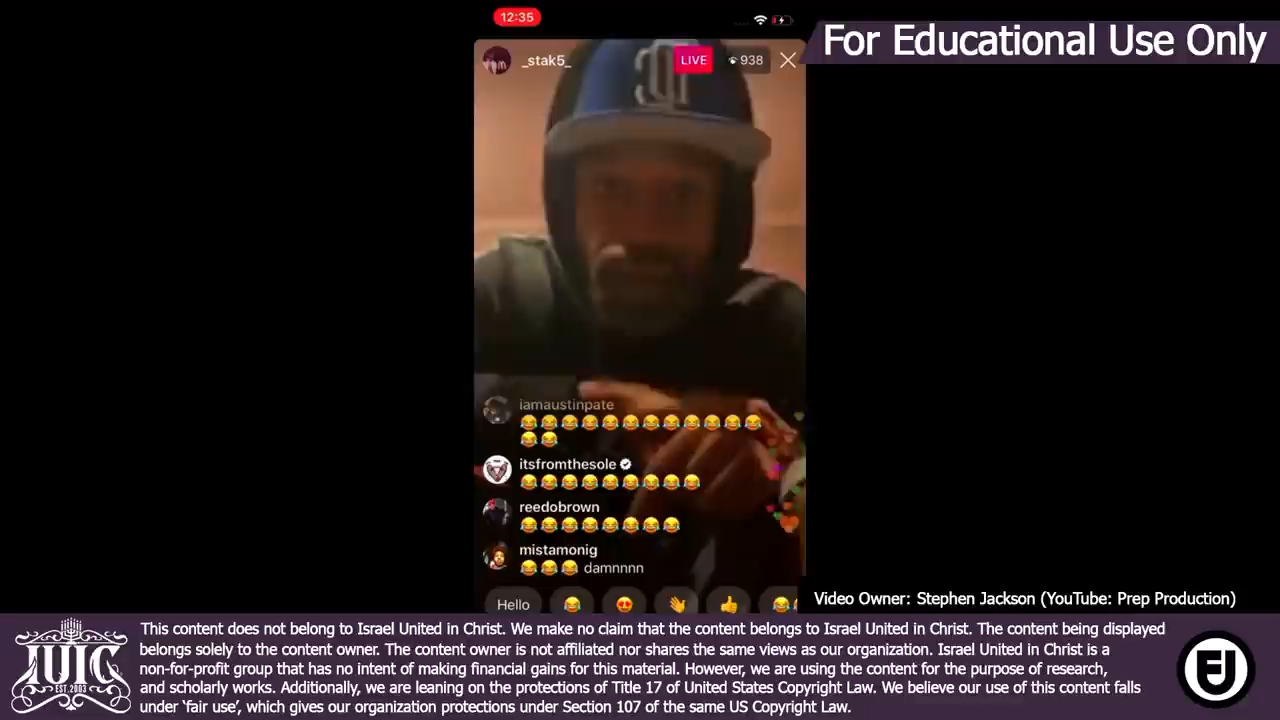 12:35
For Educational Use Only
_stak5_
LIVE
938
iamaustinpate
😂😂😂😂😂😂😂😂😂😂😂😂
😂😂
itsfromthesole
😂😂😂😂😂😂😂😂😂
reedobrown
😂😂😂😂😂😂😂😂
mistamonig
😂😂😂 damnnnn
Hello
Video Owner: Stephen Jackson (YouTube: Prep Production)
This content does not belong to Israel United in Christ. We make no claim that the content belongs to Israel United in Christ. The content being displayed
belongs solely to the content owner. The content owner is not affiliated nor shares the same views as our organization. Israel United in Christ is a
non-for-profit group that has no intent of making financial gains for this material. However, we are using the content for the purpose of research,
and scholarly works. Additionally, we are leaning on the protections of Title 17 of United States Copyright Law. We believe our use of this content falls
under ‘fair use’, which gives our organization protections under Section 107 of the same US Copyright Law.
IUIC
EST. 2003